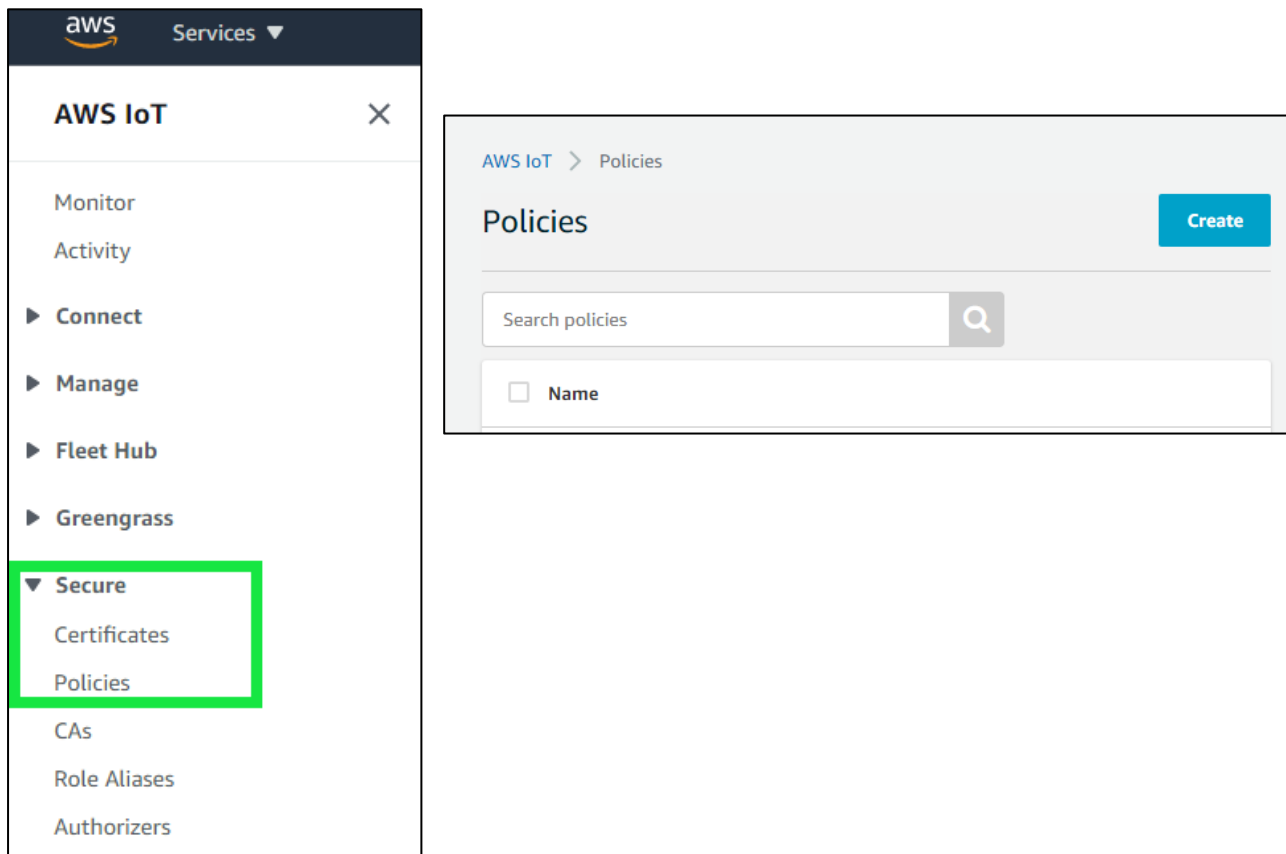 aws
Services
AWS IoT
Monitor
Activity
Connect
Manage
Fleet Hub
Greengrass
Secure
Certificates
Policies
CAs
Role Aliases
Authorizers
AWS IoT > Policies
Policies
Create
Search policies
Name